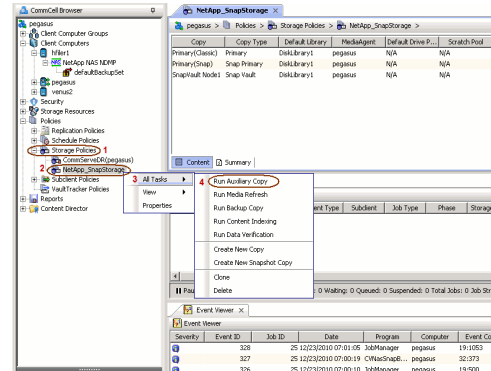 CommCell Browser
pegasus
Client Computer Groups
Client Computers
hfiler1
NetApp NAS NDMP
defaultBackupSet
pegasus
venus2
Security
Storage Resources
Policies
Replication Policies
Schedule Policies
Storage Policies 1
CommServeDR(pegasus)
2 NetApp_SnapStorage
Subclient Policies
VaultTracker Policies
Reports
Content Director
NetApp_SnapStorage
pegasus > Policies > Storage Policies > NetApp_SnapStorage >
Copy Copy Type Default Library MediaAgent Default Drive P... Scratch Pool
Primary(Classic) Primary DiskLibrary1 pegasus N/A N/A
Primary(Snap) Snap Primary DiskLibrary1 pegasus N/A N/A
SnapVault Node1 Snap Vault DiskLibrary1 pegasus N/A N/A
Content Summary
3 All Tasks
View
Properties
4 Run Auxiliary Copy
Run Media Refresh
Run Backup Copy
Run Content Indexing
Run Data Verification
Create New Copy
Create New Snapshot Copy
Clone
Delete
ent Type Subclient Job Type Phase Storage
Pau : 0 Waiting: 0 Queued: 0 Suspended: 0 Total Jobs: 0 Job Str
Event Viewer
Event Viewer
Severity Event ID Job ID Date Program Computer Event Co
328 25 12/23/2010 07:01:05 JobManager pegasus 19:1053
327 25 12/23/2010 07:00:19 CVNasSnapB... pegasus 32:373
326 25 12/23/2010 07:00:10 JobManager pegasus 19:500